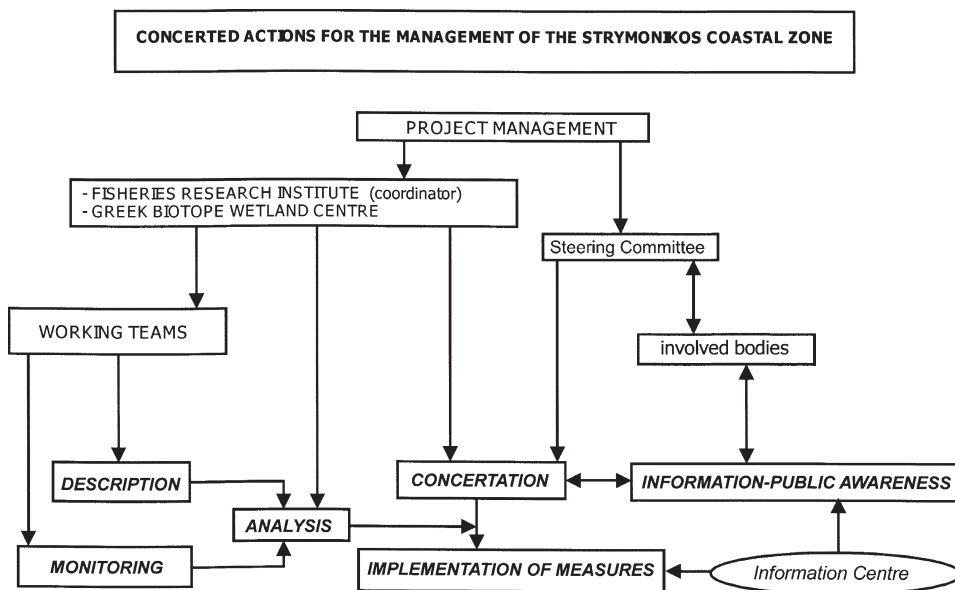 CONCERTED ACTIONS FOR THE MANAGEMENT OF THE STRYMONIKOS COASTAL ZONE
PROJECT MANAGEMENT
- FISHERIES RESEARCH INSTITUTE (coordinator)
- GREEK BIOTOPE WETLAND CENTRE
Steering Committee
WORKING TEAMS
involved bodies
DESCRIPTION
CONCERTATION
INFORMATION-PUBLIC AWARENESS
ANALYSIS
MONITORING
IMPLEMENTATION OF MEASURES
Information Centre